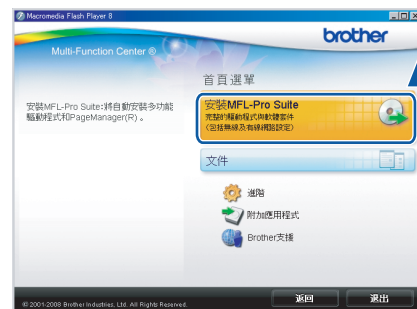 Macromedia Flash Player 8
brother
Multi-Function Center ®
首頁選單
安裝MFL-Pro Suite:將自動安裝多功能
驅動程式和PageManager(R) 。
安裝MFL-Pro Suite
完整的驅動程式與軟體套件
(包括無線及有線網路設定)
文件
進階
附加應用程式
Brother支援
© 2001-2008 Brother Industries, Ltd. All Rights Reserved.
返回
退出